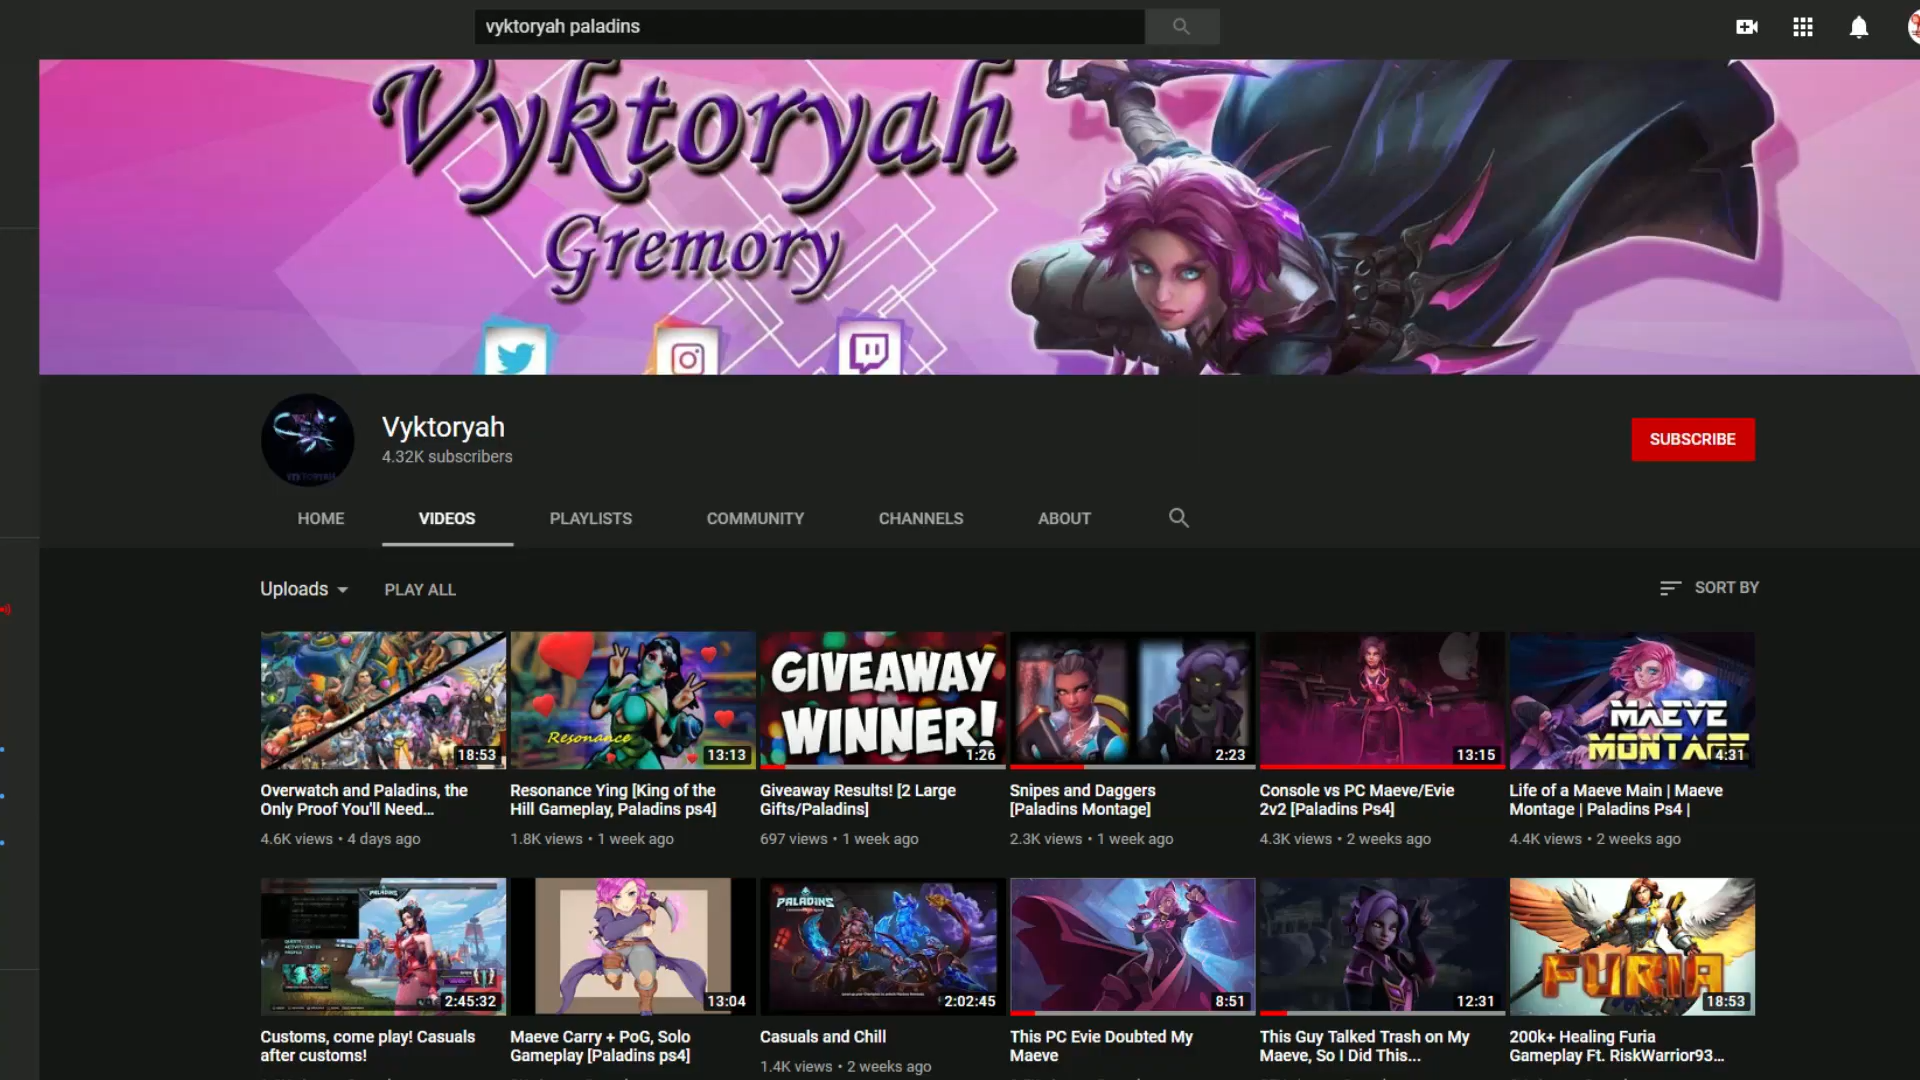 vyktoryah paladins
Vyktoryah
Gremory
Vyktoryah
4.32K subscribers
SUBSCRIBE
HOME VIDEOS PLAYLISTS COMMUNITY CHANNELS ABOUT
Uploads PLAY ALL SORT BY
18:53
Resonance
13:13
GIVEAWAY
WINNER!
1:26
2:23
13:15
MAEVE
MONTAGE
4:31
Overwatch and Paladins, the
Only Proof You'll Need...
4.6K views • 4 days ago
Resonance Ying [King of the
Hill Gameplay, Paladins ps4]
1.8K views • 1 week ago
Giveaway Results! [2 Large
Gifts/Paladins]
697 views • 1 week ago
Snipes and Daggers
[Paladins Montage]
2.3K views • 1 week ago
Console vs PC Maeve/Evie
2v2 [Paladins Ps4]
4.3K views • 2 weeks ago
Life of a Maeve Main | Maeve
Montage | Paladins Ps4 |
4.4K views • 2 weeks ago
PALADINS
2:45:32
13:04
PALADINS
2:02:45
8:51
12:31
FURIA
18:53
Customs, come play! Casuals
after customs!
Maeve Carry + PoG, Solo
Gameplay [Paladins ps4]
Casuals and Chill
1.4K views • 2 weeks ago
This PC Evie Doubted My
Maeve
This Guy Talked Trash on My
Maeve, So I Did This...
200k+ Healing Furia
Gameplay Ft. RiskWarrior93...